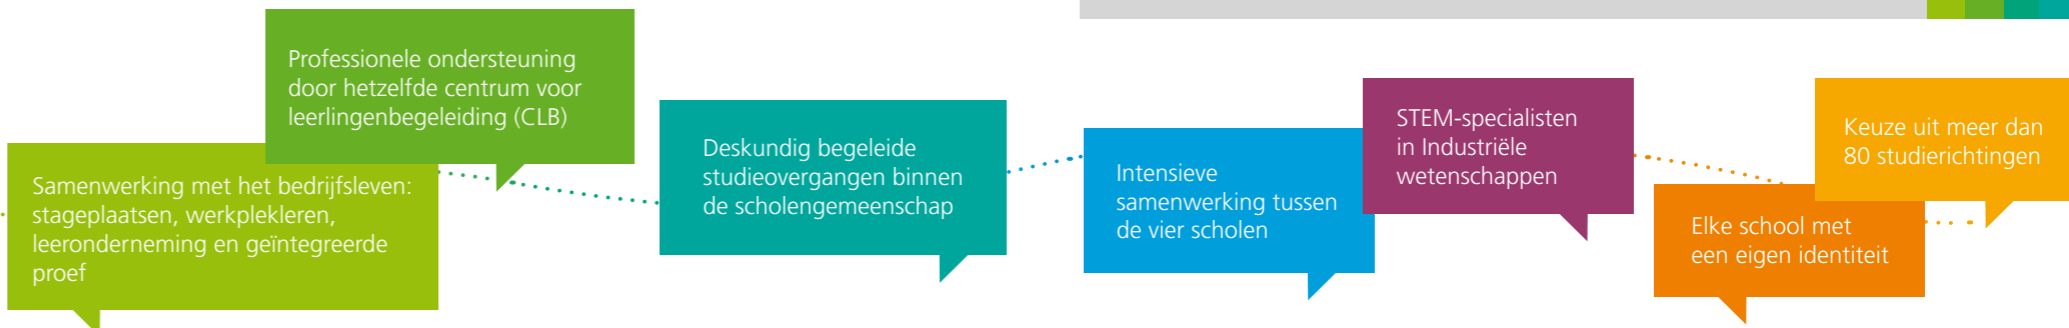 Samenwerking met het bedrijfsleven:
stageplaatsen, werkplekleren,
leeronderneming en geïntegreerde
proef
Professionele ondersteuning
door hetzelfde centrum voor
leerlingenbegeleiding (CLB)
Deskundig begeleide
studieovergangen binnen
de scholengemeenschap
Intensieve
samenwerking tussen
de vier scholen
STEM-specialisten
in Industriële
wetenschappen
Elke school met
een eigen identiteit
Keuze uit meer dan
80 studierichtingen